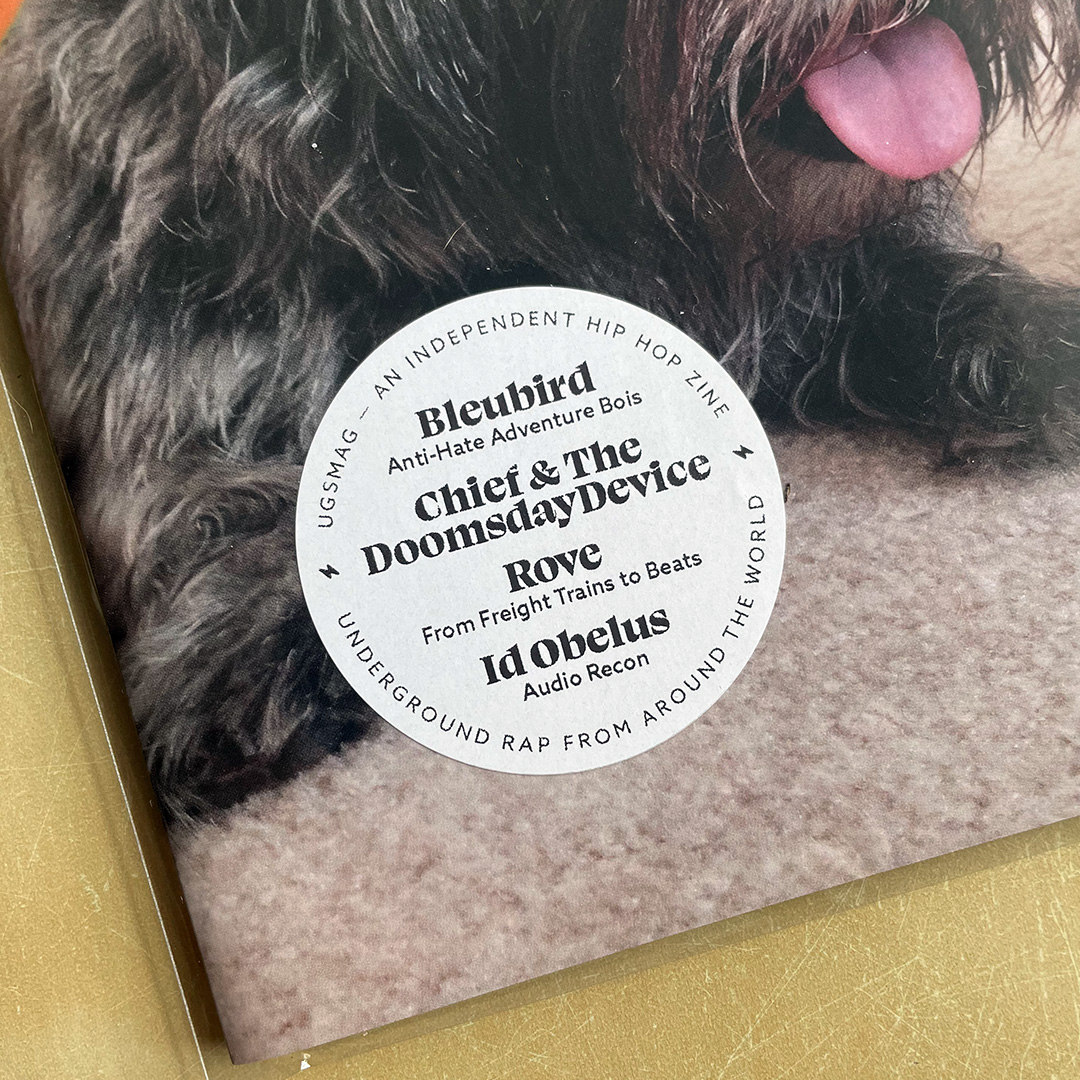 UGSMAG – AN INDEPENDENT HIP HOP ZINE
Bleubird
Anti-Hate Adventure Bois
Chief & The
DoomsdayDevice
Rove
From Freight Trains to Beats
Id Obelus
Audio Recon
UNDERGROUND RAP FROM AROUND THE WORLD